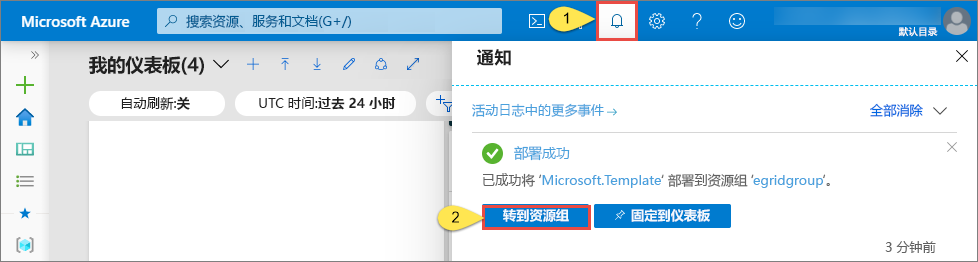 Microsoft Azure
搜索资源、服务和文档(G+/)
1
默认目录
我的仪表板(4)
通知
自动刷新:关
UTC 时间:过去 24 小时
活动日志中的更多事件→
全部消除
部署成功
已成功将 'Microsoft.Template' 部署到资源组 'egridgroup'。
2
转到资源组
固定到仪表板
3 分钟前